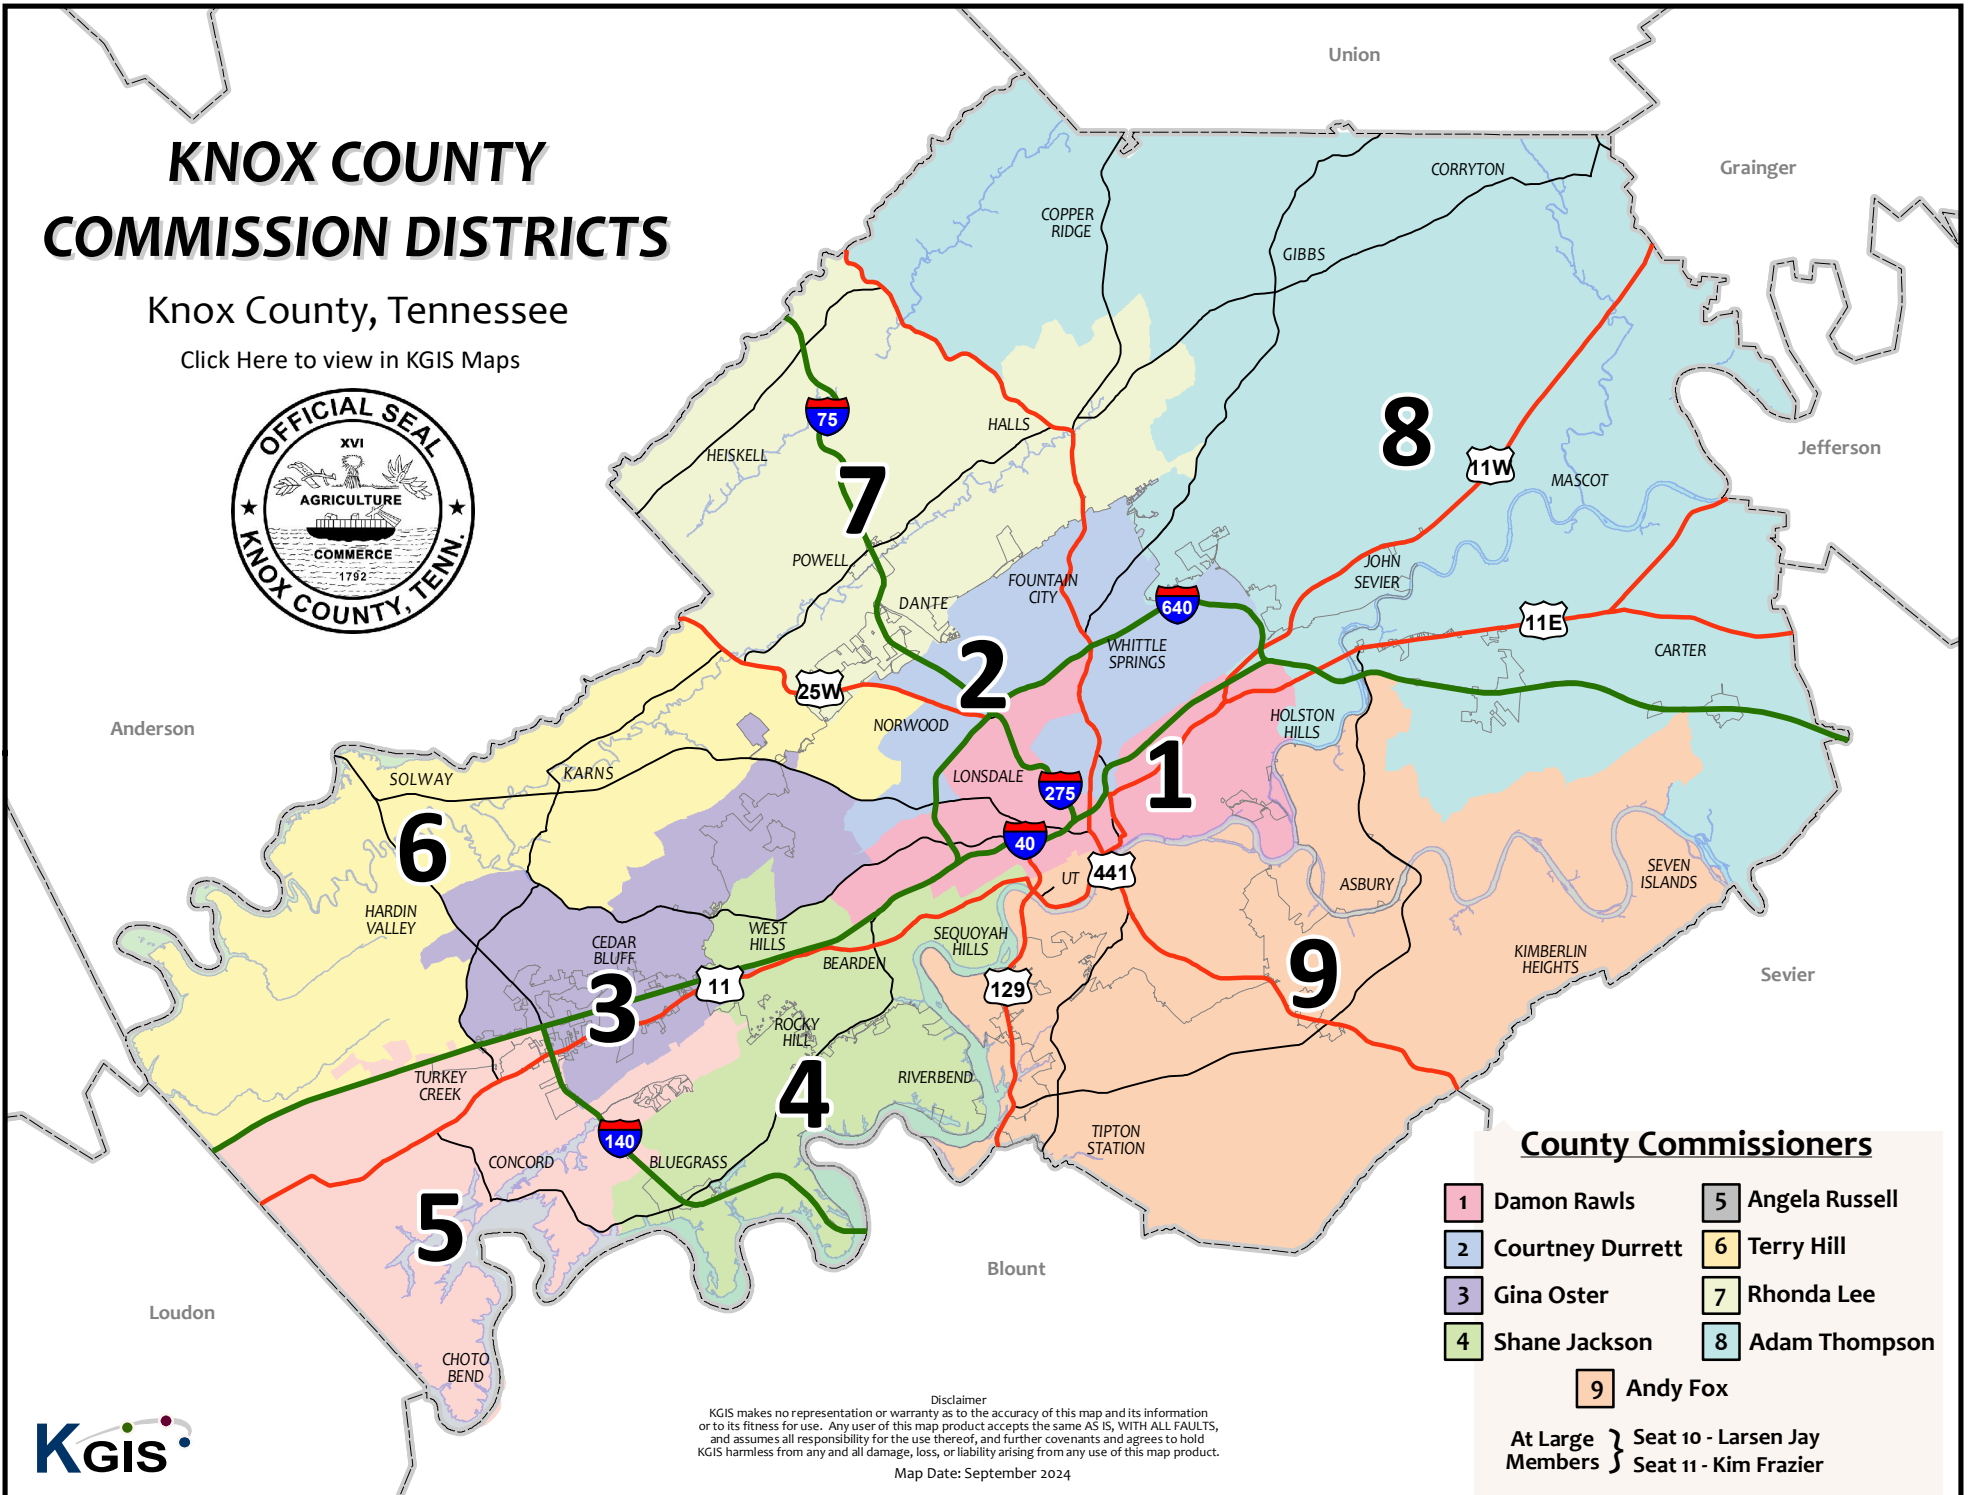 KNOX COUNTY
COMMISSION DISTRICTS
Knox County, Tennessee
Click Here to view in KGIS Maps
OFFICIAL SEAL
XVI
AGRICULTURE
COMMERCE
1792
KNOX COUNTY, TENN.
Union
Grainger
Jefferson
Sevier
Blount
Loudon
Anderson
CORRYTON
COPPER
RIDGE
GIBBS
8
11W
MASCOT
75
HALLS
HEISKELL
7
POWELL
DANTE
FOUNTAIN
CITY
JOHN
SEVIER
640
11E
CARTER
WHITTLE
SPRINGS
2
25W
NORWOOD
HOLSTON
HILLS
LONSDALE
275
1
40
KARNS
SOLWAY
6
HARDIN
VALLEY
UT
441
ASBURY
SEVEN
ISLANDS
KIMBERLIN
HEIGHTS
9
CEDAR
BLUFF
WEST
HILLS
SEQUOYAH
HILLS
BEARDEN
11
129
3
ROCKY
HILL
4
RIVERBEND
TURKEY
CREEK
140
CONCORD
BLUEGRASS
TIPTON
STATION
5
CHOTO
BEND
County Commissioners
1 Damon Rawls
2 Courtney Durrett
3 Gina Oster
4 Shane Jackson
5 Angela Russell
6 Terry Hill
7 Rhonda Lee
8 Adam Thompson
9 Andy Fox
At Large
Members
Seat 10 - Larsen Jay
Seat 11 - Kim Frazier
KGIS
Disclaimer
KGIS makes no representation or warranty as to the accuracy of this map and its information
or to its fitness for use. Any user of this map product accepts the same AS IS, WITH ALL FAULTS,
and assumes all responsibility for the use thereof, and further covenants and agrees to hold
KGIS harmless from any and all damage, loss, or liability arising from any use of this map product.
Map Date: September 2024